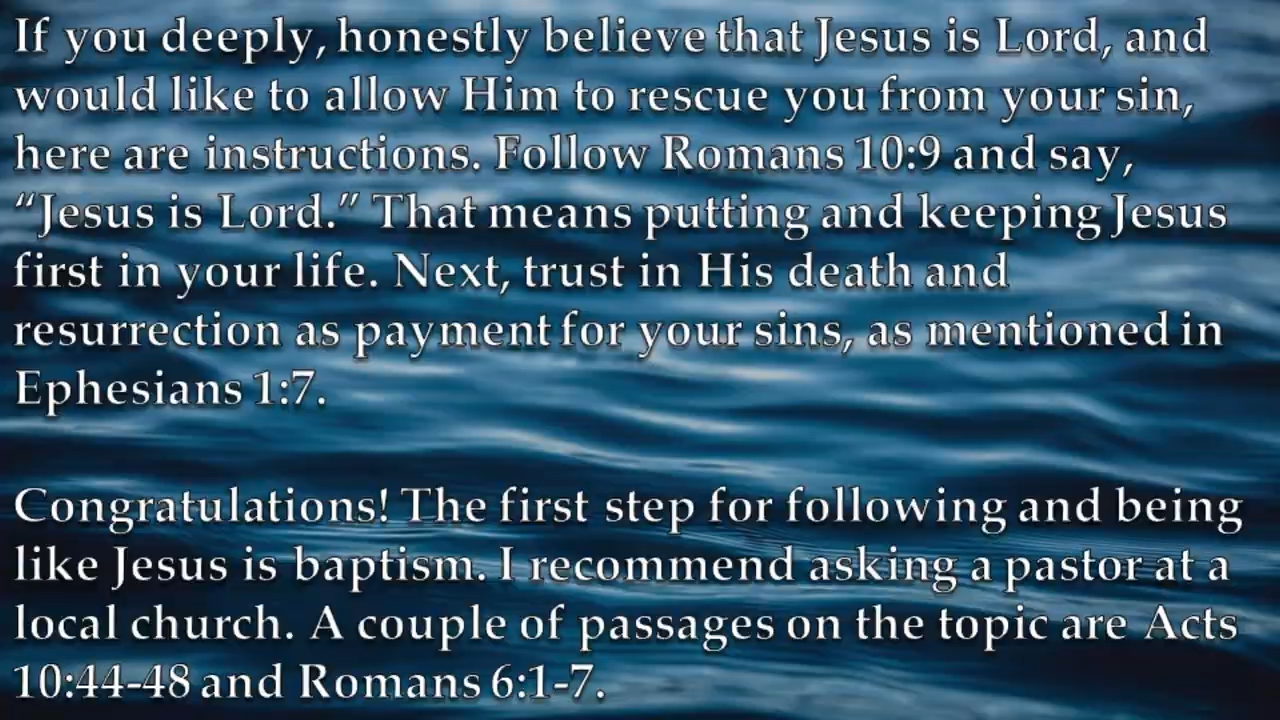 If you deeply, honestly believe that Jesus is Lord, and
would like to allow Him to rescue you from your sin,
here are instructions. Follow Romans 10:9 and say,
“Jesus is Lord.” That means putting and keeping Jesus
first in your life. Next, trust in His death and
resurrection as payment for your sins, as mentioned in
Ephesians 1:7.
Congratulations! The first step for following and being
like Jesus is baptism. I recommend asking a pastor at a
local church. A couple of passages on the topic are Acts
10:44-48 and Romans 6:1-7.